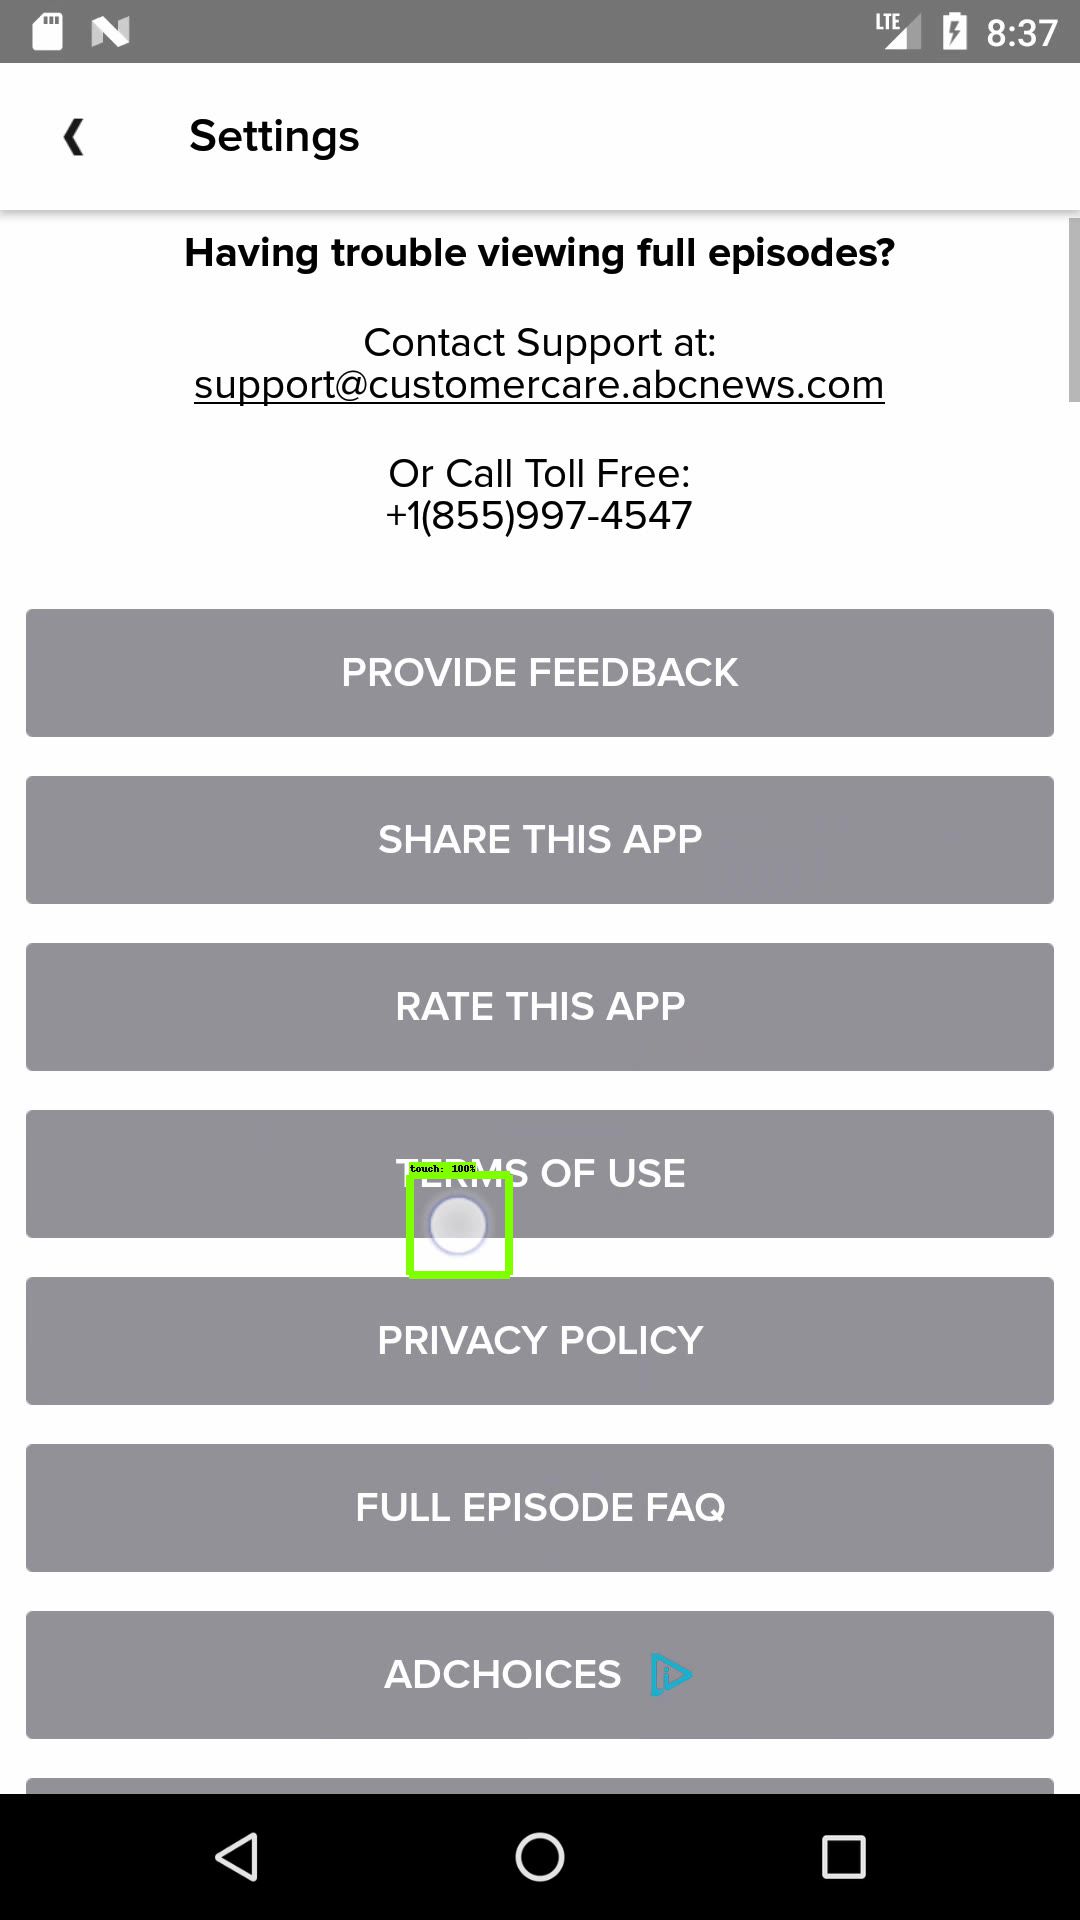 LTE 8:37
Settings
Having trouble viewing full episodes?
Contact Support at:
support@customercare.abcnews.com
Or Call Toll Free:
+1(855)997-4547
PROVIDE FEEDBACK
SHARE THIS APP
RATE THIS APP
touch: 100%
TERMS OF USE
PRIVACY POLICY
FULL EPISODE FAQ
ADCHOICES